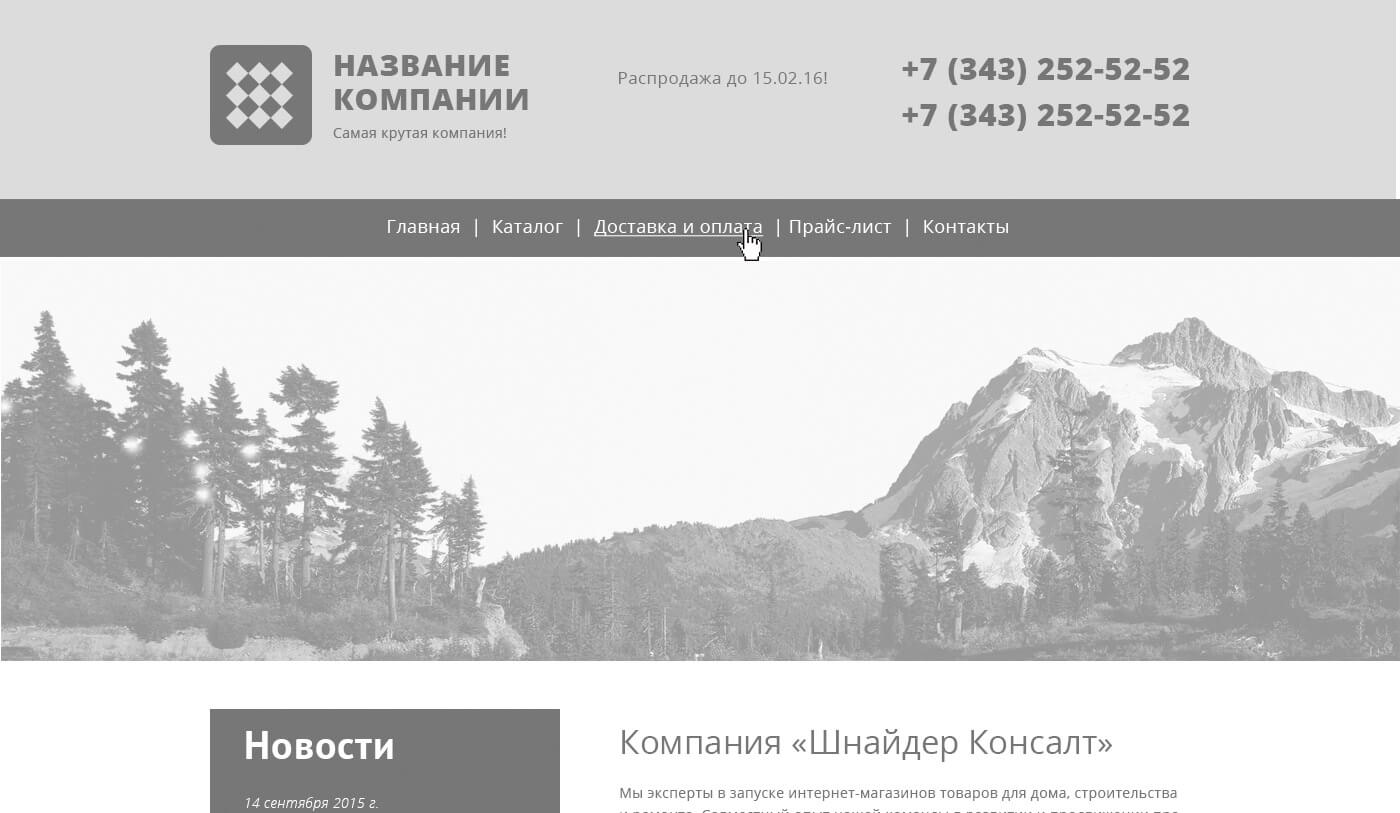 НАЗВАНИЕ
КОМПАНИИ
Самая крутая компания!
Распродажа до 15.02.16!
+7 (343) 252-52-52
+7 (343) 252-52-52
Главная | Каталог | Доставка и оплата | Прайс-лист | Контакты
Новости
14 сентября 2015 г.
Компания «Шнайдер Консалт»
Мы эксперты в запуске интернет-магазинов товаров для дома, строительства